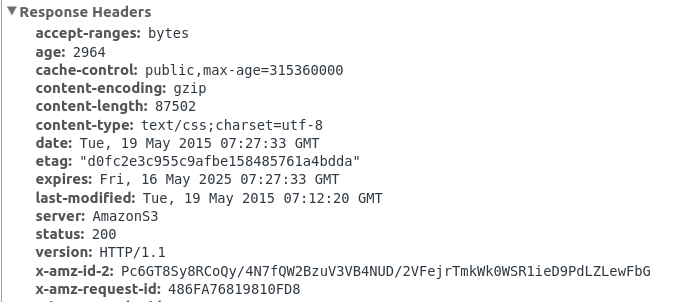 Response Headers
accept-ranges: bytes
age: 2964
cache-control: public,max-age=315360000
content-encoding: gzip
content-length: 87502
content-type: text/css;charset=utf-8
date: Tue, 19 May 2015 07:27:33 GMT
etag: "d0fc2e3c955c9afbe158485761a4bdda"
expires: Fri, 16 May 2025 07:27:33 GMT
last-modified: Tue, 19 May 2015 07:12:20 GMT
server: AmazonS3
status: 200
version: HTTP/1.1
x-amz-id-2: Pc6GT8Sy8RCoQy/4N7fQW2BzuV3VB4NUD/2VFejrTmkWk0WSR1ieD9PdLZLewFbG
x-amz-request-id: 486FA76819810FD8